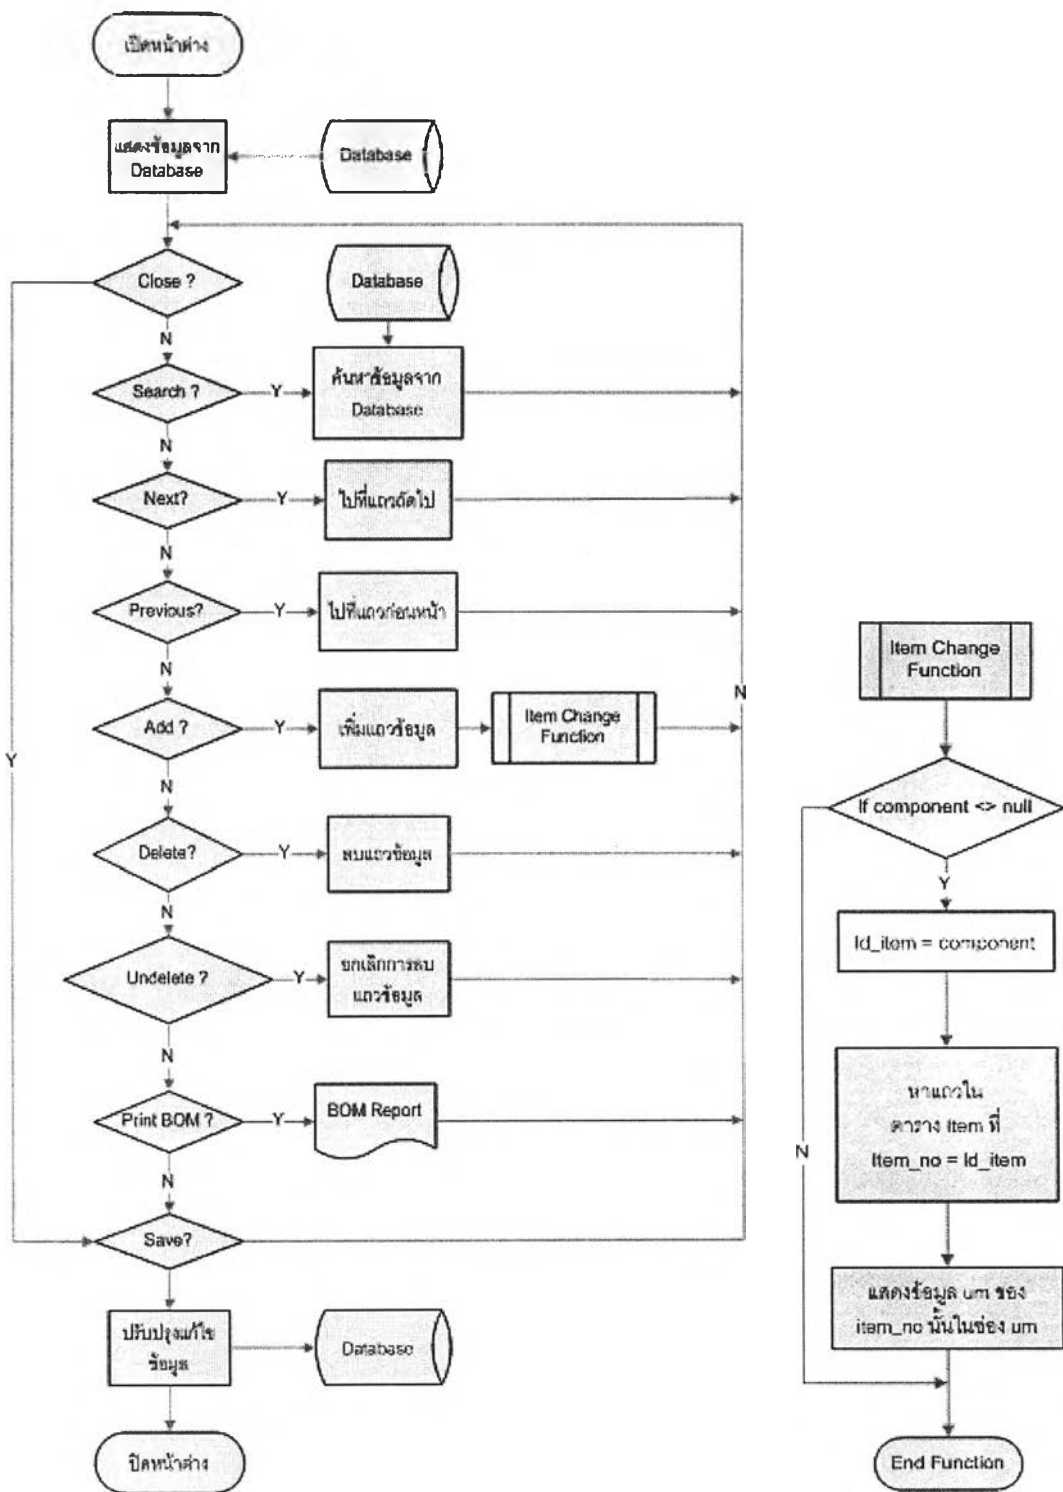 เปิดหน้าต่าง
แสดงข้อมูลจาก
Database
Database
Close ?
Database
N
Search ?
Y
ค้นหาข้อมูลจาก
Database
N
Next?
Y
ไปที่แถวถัดไป
N
Previous?
Y
ไปที่แถวก่อนหน้า
N
Add ?
Y
เพิ่มแถวข้อมูล
Item Change
Function
N
Y
N
Delete?
Y
ลบแถวข้อมูล
N
Undelete ?
Y
ยกเลิกการลบ
แถวข้อมูล
N
Print BOM ?
Y
BOM Report
N
Save?
ปรับปรุงแก้ไข
ข้อมูล
Database
ปิดหน้าต่าง
Item Change
Function
If component <> null
Y
Id_item = component
หาแถวใน
ตาราง Item ที่
Item_no = Id_item
N
แสดงข้อมูล um ของ
item_no นั้นในช่อง um
End Function